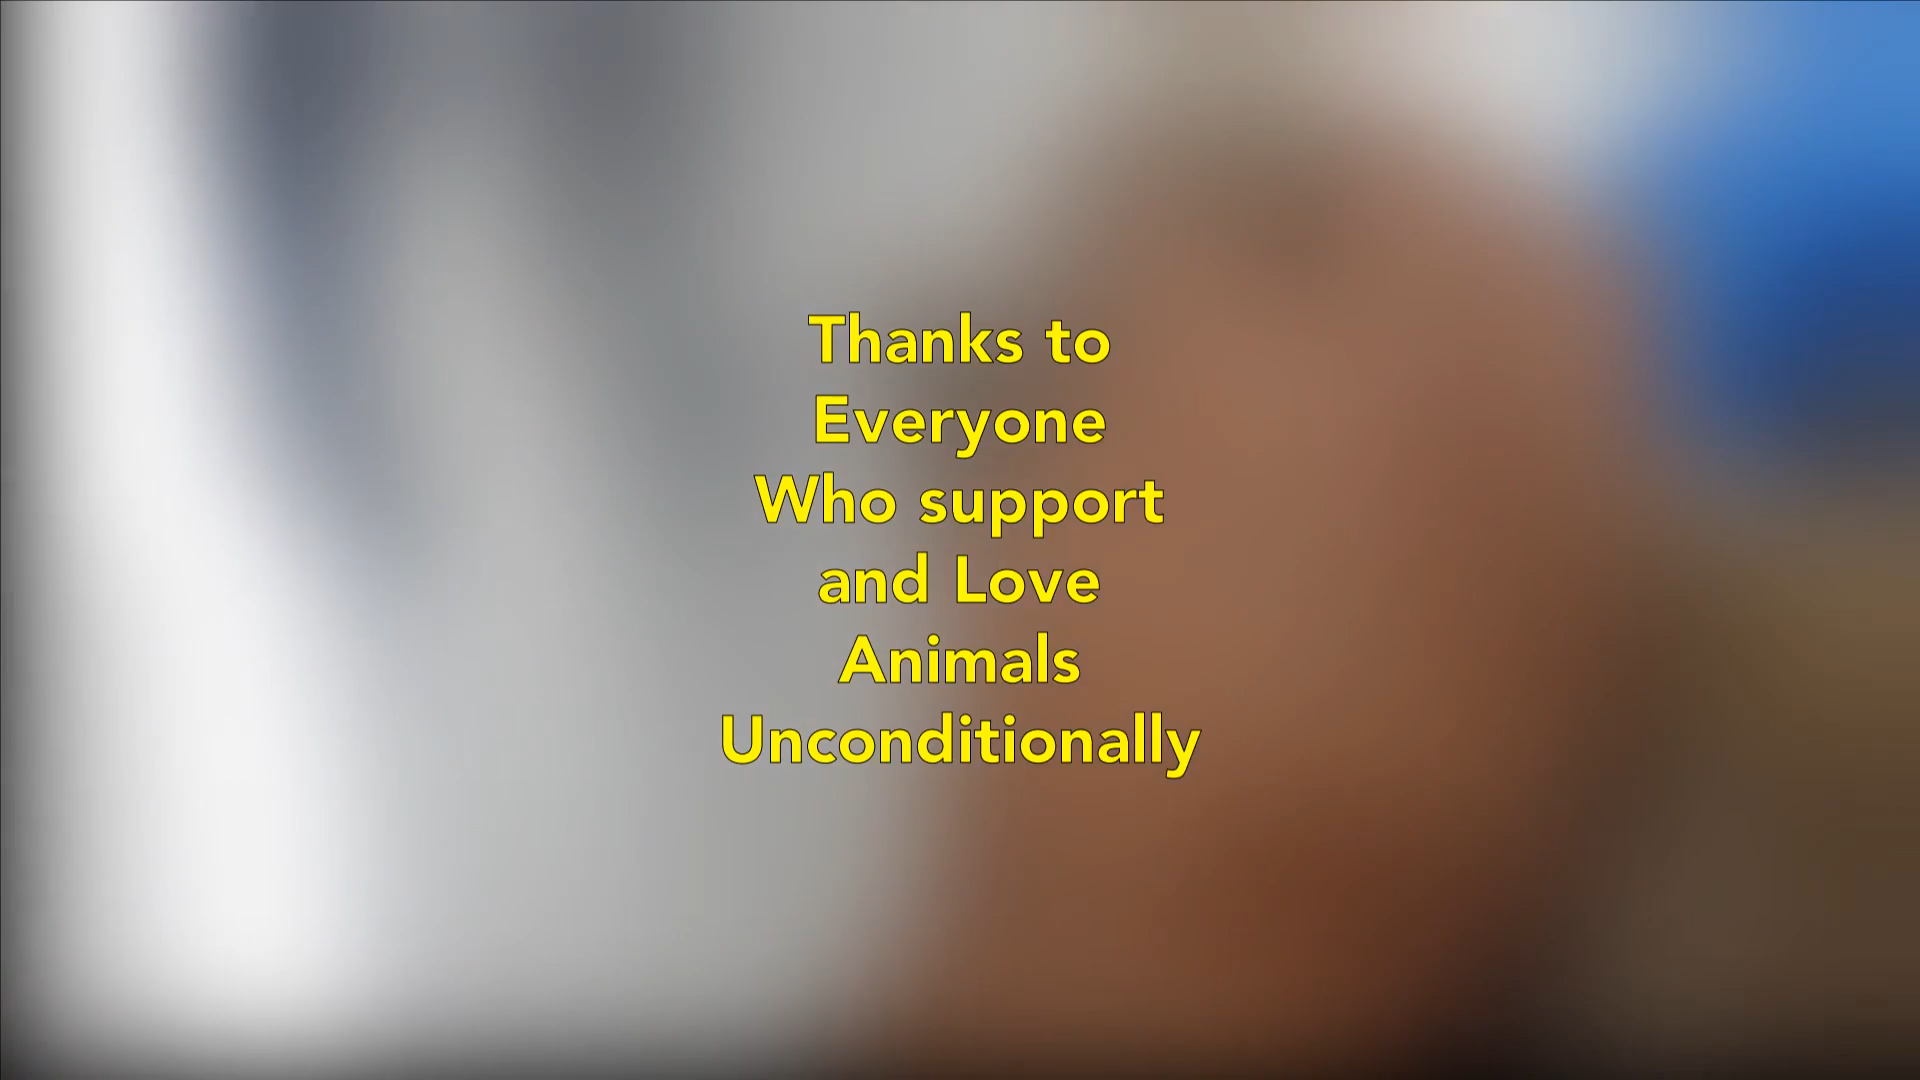 Thanks to
Everyone
Who support
and Love
Animals
Unconditionally